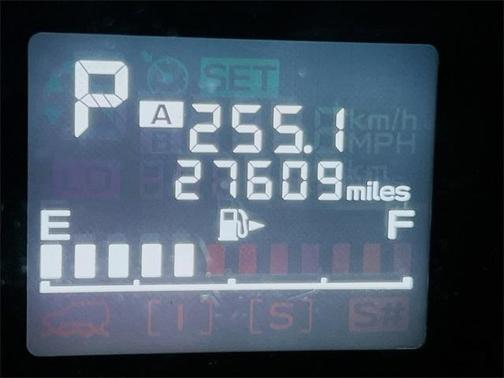 SET
P A 255.1 km/h
MPH
27609 miles
E F
[I] [S] S#